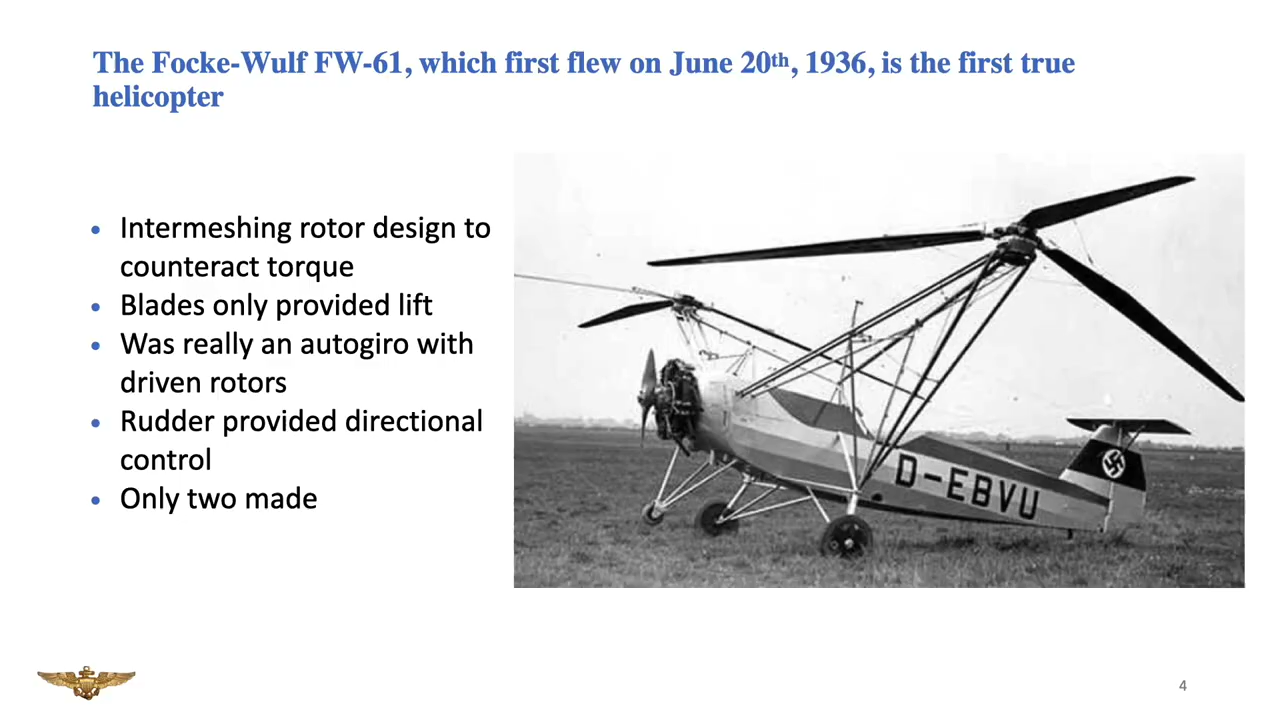 The Focke-Wulf FW-61, which first flew on June 20th, 1936, is the first true
helicopter
• Intermeshing rotor design to
counteract torque
• Blades only provided lift
• Was really an autogiro with
driven rotors
• Rudder provided directional
control
• Only two made
D-EBVU
4